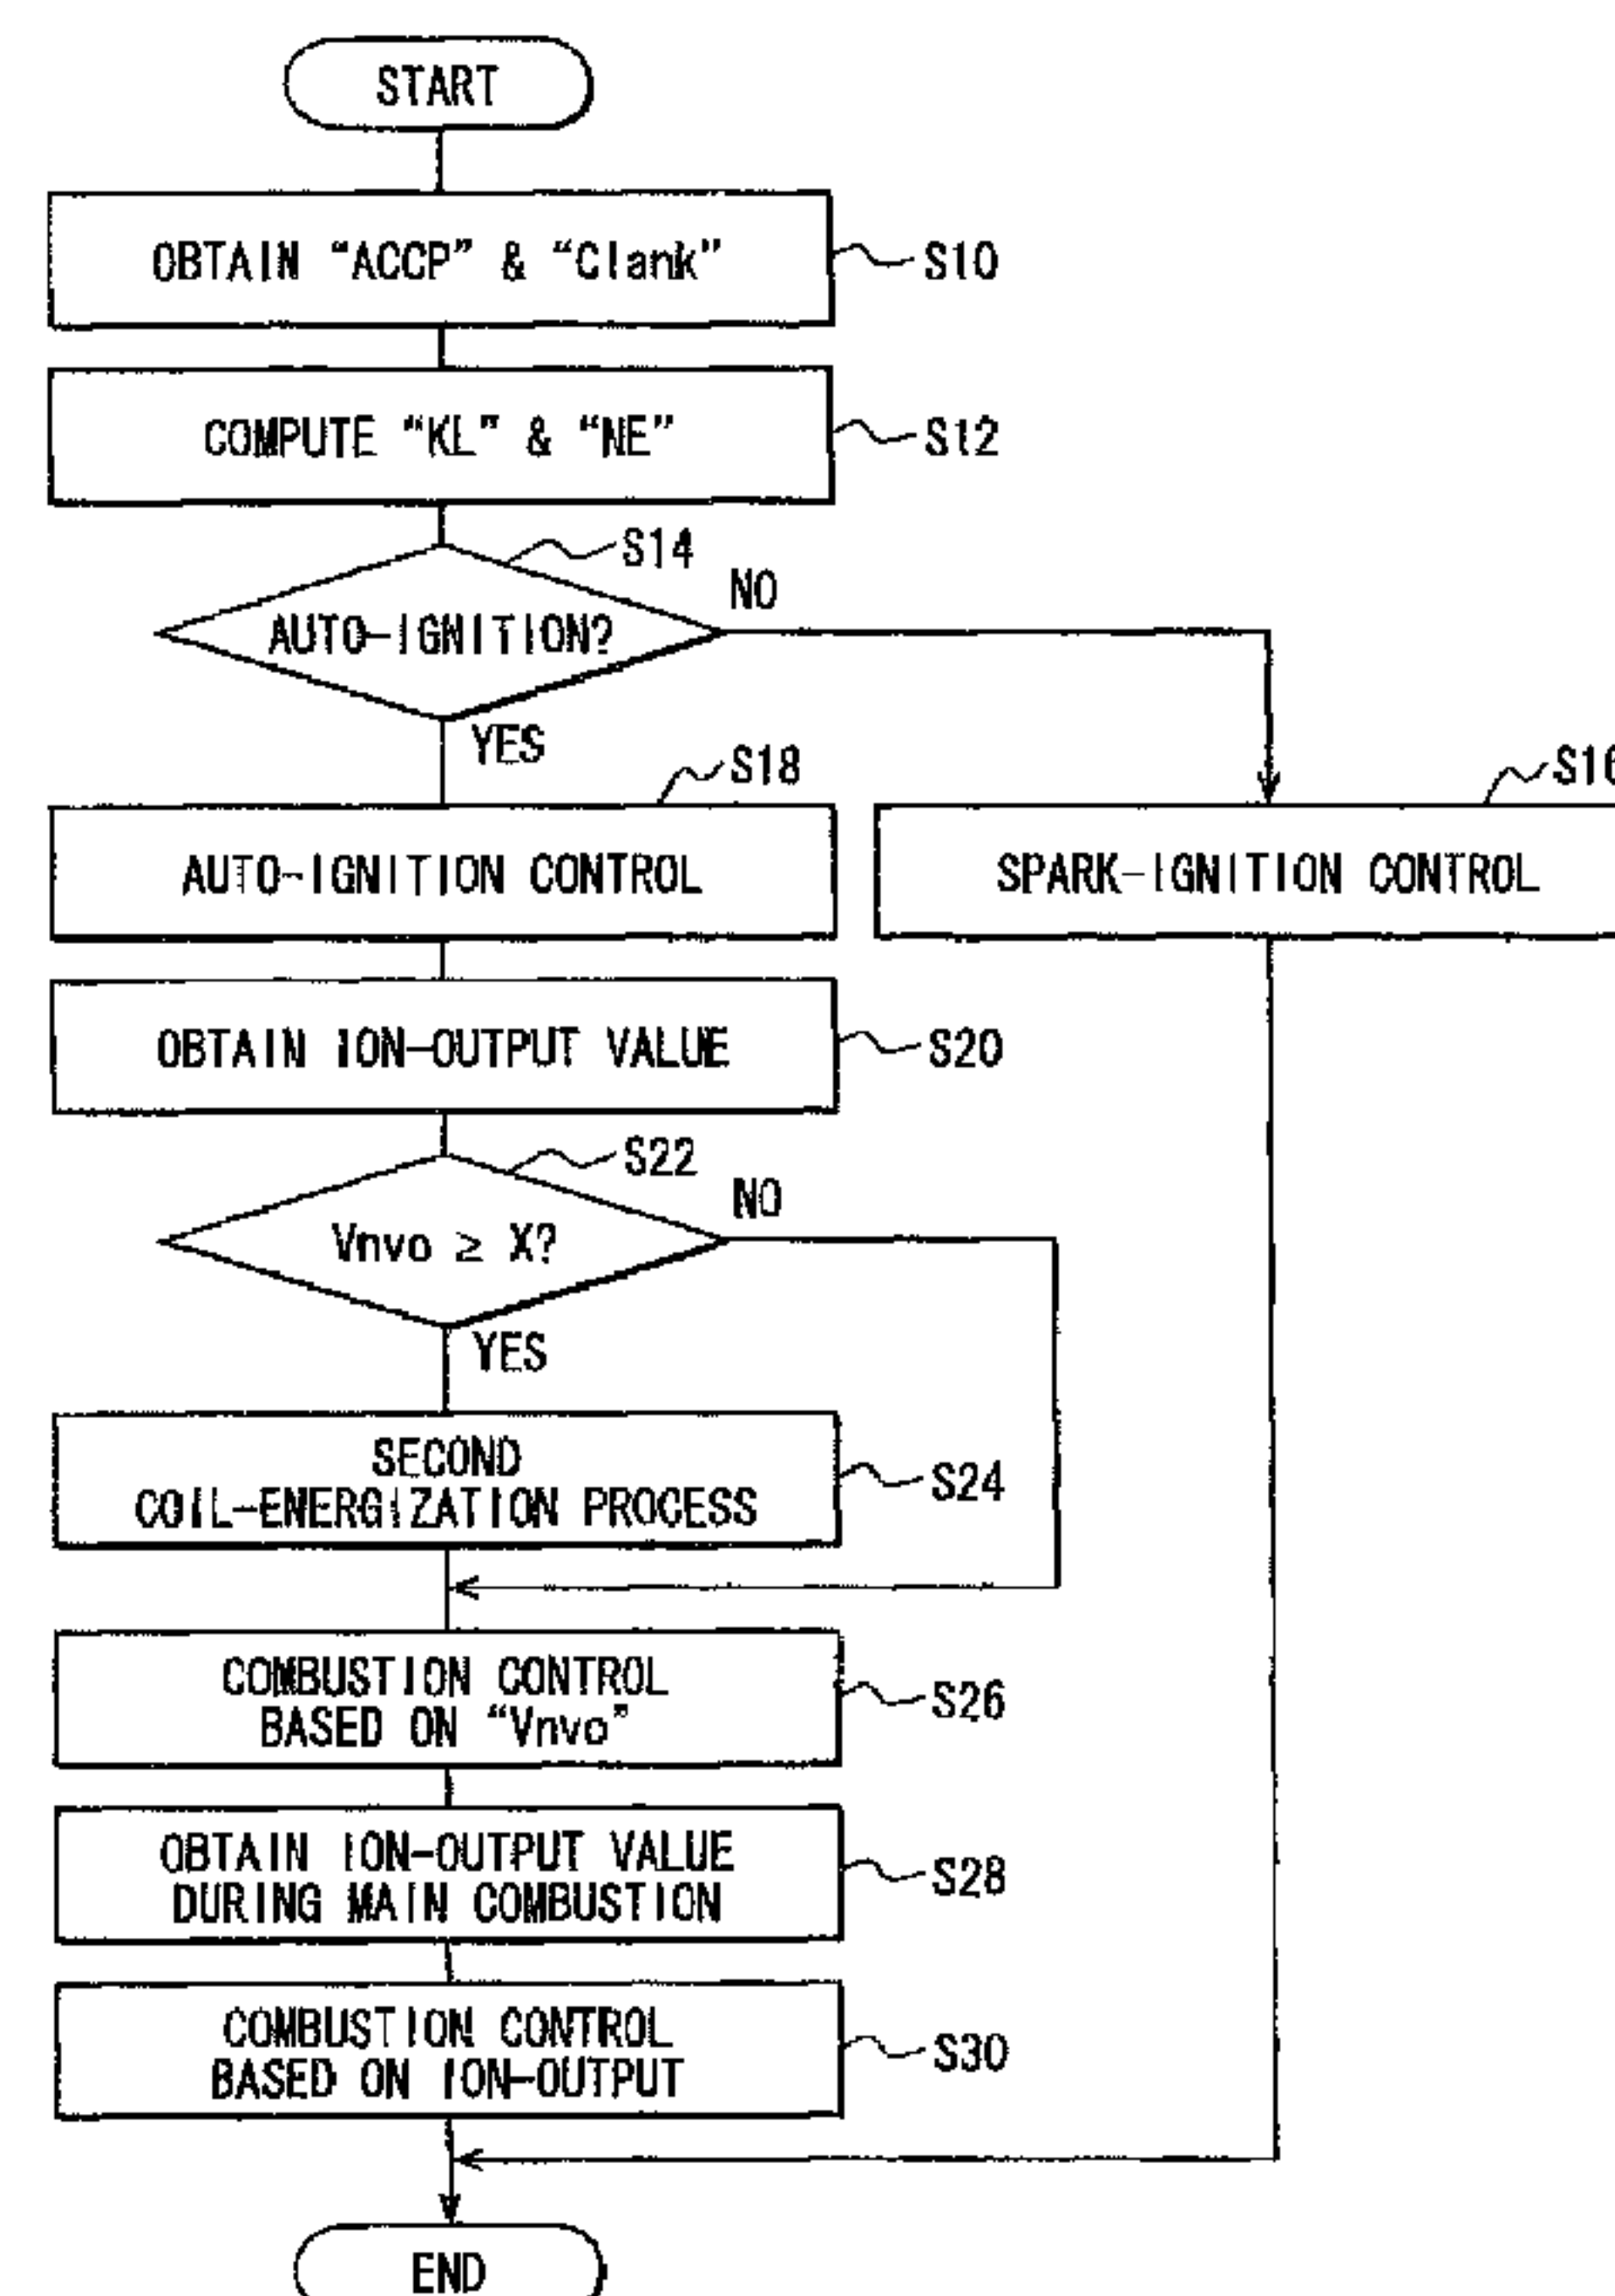 START
OBTAIN “ACCP” & “Clank”
S10
COMPUTE “KL” & “NE”
S12
S14
AUTO-IGNITION?
NO
YES
S18
S16
AUTO-IGNITION CONTROL
SPARK-IGNITION CONTROL
OBTAIN ION-OUTPUT VALUE
S20
S22
Vnvo ≥ X?
NO
YES
SECOND
COIL-ENERGIZATION PROCESS
S24
COMBUSTION CONTROL
BASED ON “Vnvo”
S26
OBTAIN ION-OUTPUT VALUE
DURING MAIN COMBUSTION
S28
COMBUSTION CONTROL
BASED ON ION-OUTPUT
S30
END